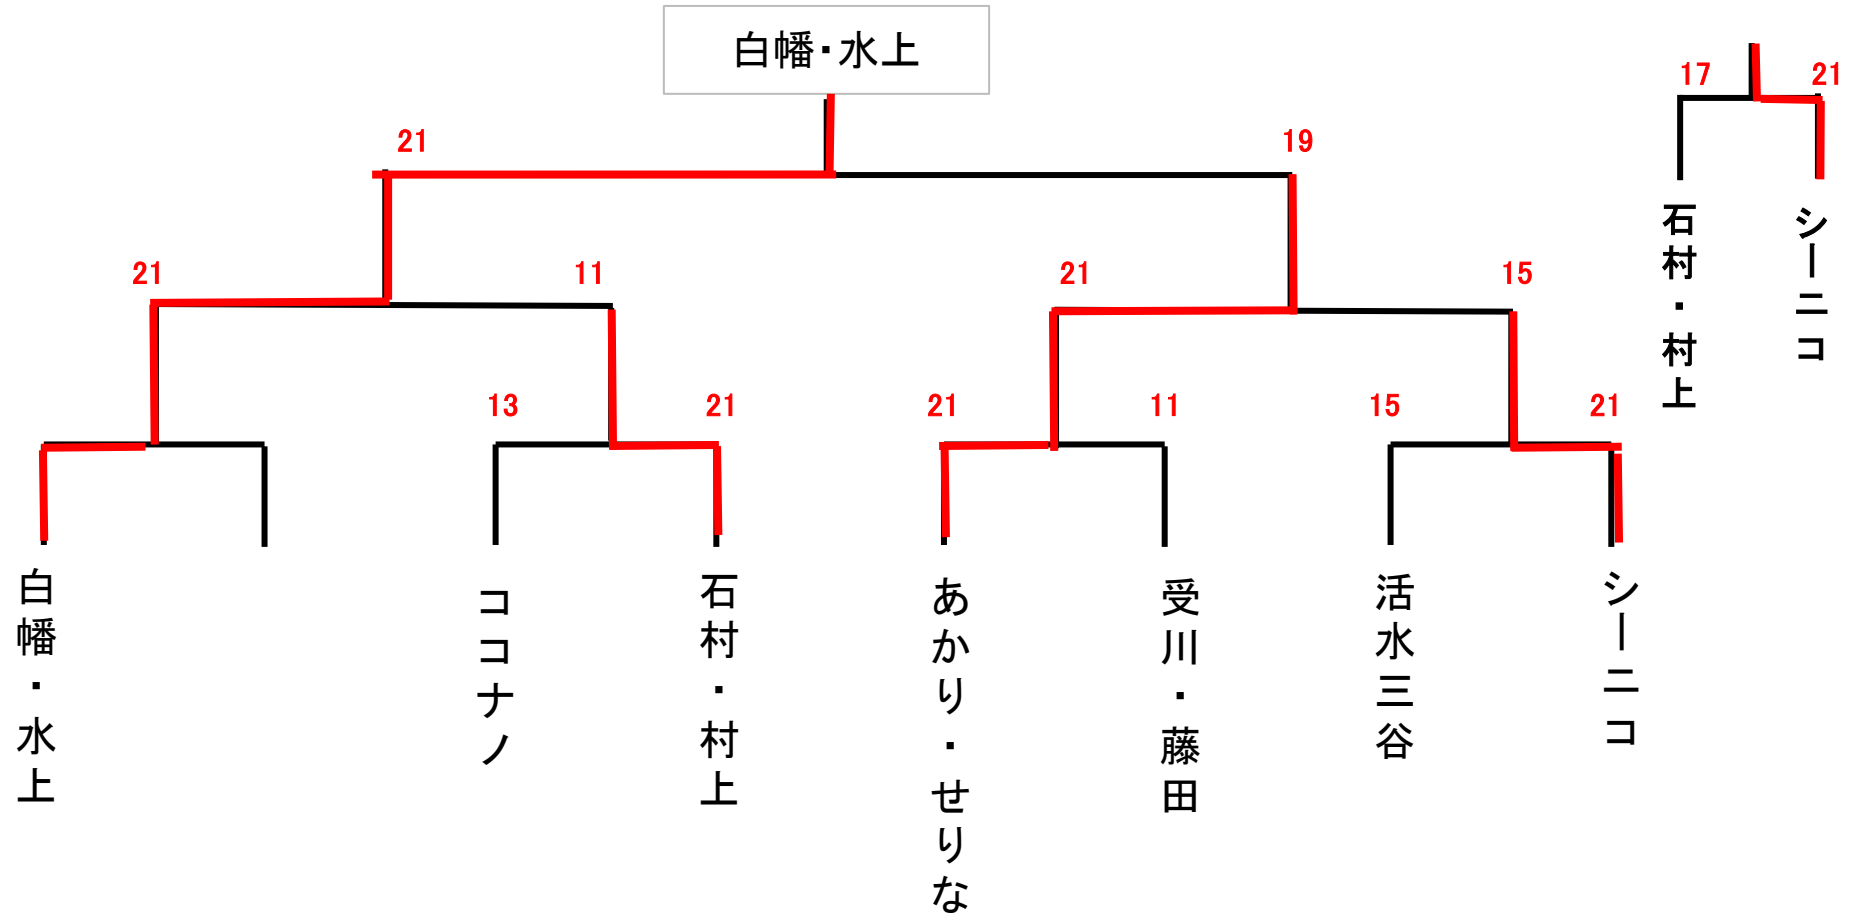 白幡・水上
17
21
21
19
石村・村上
シーニコ
21
11
21
15
13
21
21
11
15
21
白幡・水上
ココナノ
石村・村上
あかり・せりな
受川・藤田
活水三谷
シーニコ